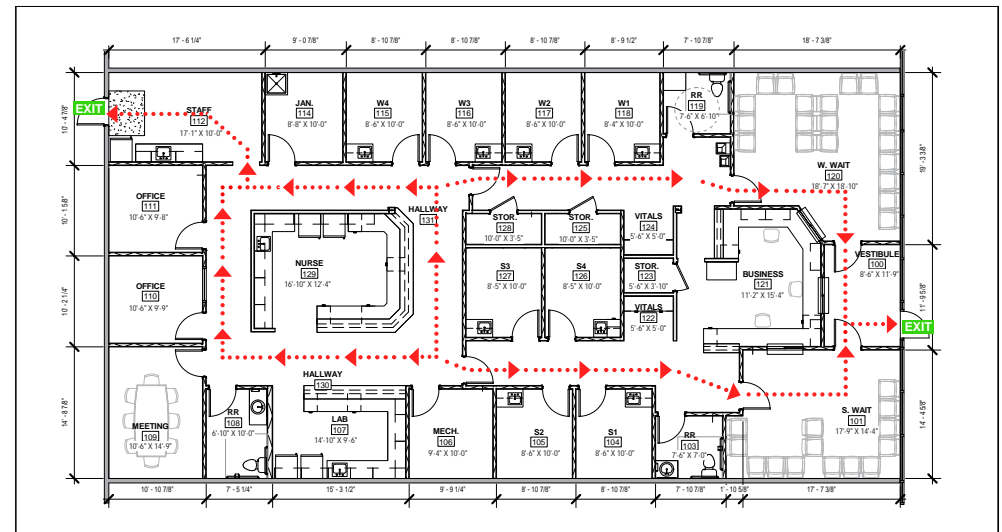 17' - 6 1/4"
9' - 0 7/8"
8' - 10 7/8"
8' - 10 7/8"
8' - 10 7/8"
8' - 9 1/2"
7' - 10 7/8"
18' - 7 3/8"
10' - 4 7/8"
10' - 1 5/8"
10' - 2 1/4"
14' - 8 7/8"
19' - 3 3/8"
11' - 9 5/8"
14' - 4 5/8"
EXIT
STAFF
112
17'-1" X 10'-0"
JAN.
114
8'-8" X 10'-0"
W4
115
8'-6" X 10'-0"
W3
116
8'-6" X 10'-0"
W2
117
8'-6" X 10'-0"
W1
118
8'-4" X 10'-0"
RR
119
7'-6" X 6'-10"
W. WAIT
120
18'-7" X 18'-10"
OFFICE
111
10'-6" X 9'-8"
HALLWAY
131
STOR.
128
10'-0" X 3'-5"
STOR.
125
10'-0" X 3'-5"
VITALS
124
5'-6" X 5'-0"
NURSE
129
16'-10" X 12'-4"
S3
127
8'-5" X 10'-0"
S4
126
8'-5" X 10'-0"
STOR.
123
5'-6" X 3'-10"
BUSINESS
121
11'-2" X 15'-4"
VESTIBULE
100
8'-6" X 11'-9"
OFFICE
110
10'-6" X 9'-9"
VITALS
122
5'-6" X 5'-0"
EXIT
HALLWAY
130
MEETING
109
10'-6" X 14'-9"
RR
108
6'-10" X 10'-0"
LAB
107
14'-10" X 9'-6"
MECH.
106
9'-4" X 10'-0"
S2
105
8'-6" X 10'-0"
S1
104
8'-6" X 10'-0"
RR
103
7'-6" X 7'-0"
S. WAIT
101
17'-9" X 14'-4"
10' - 10 7/8"
7' - 5 1/4"
15' - 3 1/2"
9' - 9 1/4"
8' - 10 7/8"
8' - 10 7/8"
7' - 10 7/8"
1' - 10 5/8"
17' - 7 3/8"